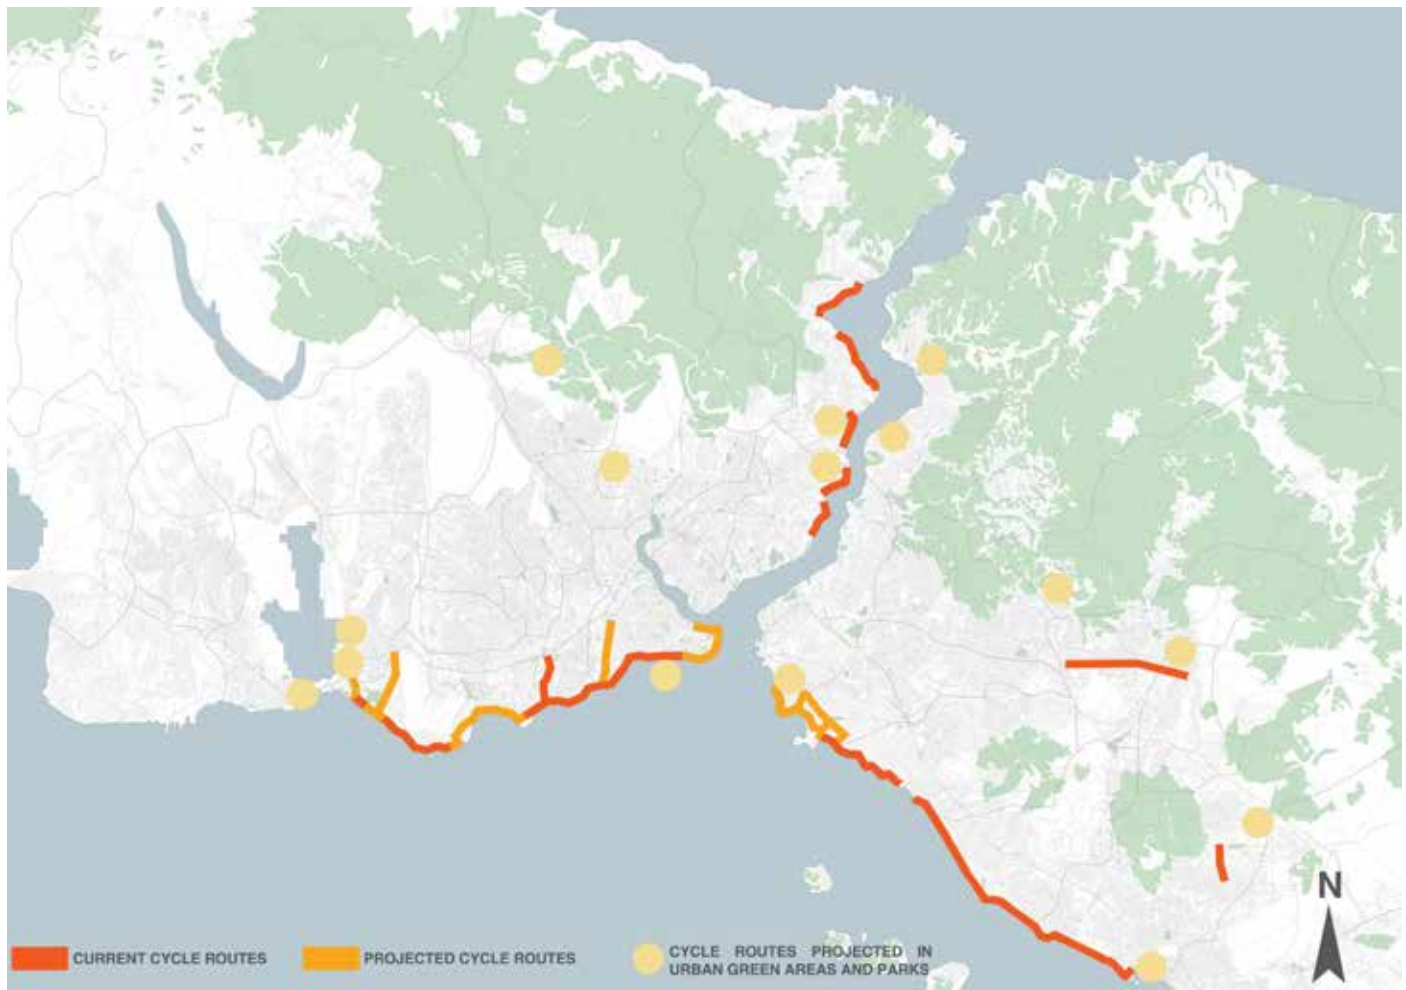 N
CURRENT CYCLE ROUTES
PROJECTED CYCLE ROUTES
CYCLE ROUTES PROJECTED IN
URBAN GREEN AREAS AND PARKS